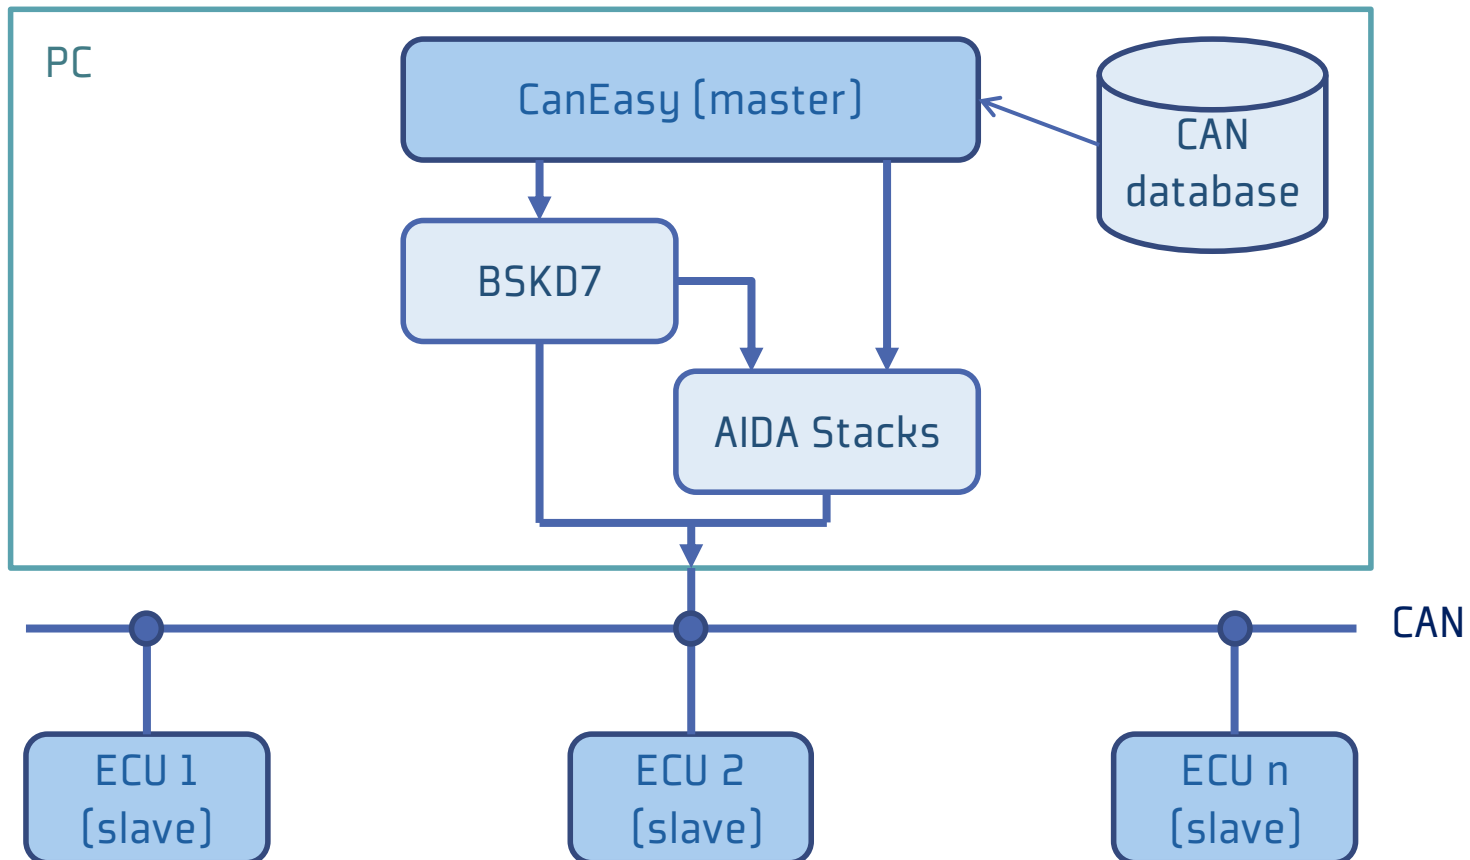 PC
CanEasy (master)
CAN
database
BSKD7
AIDA Stacks
CAN
ECU 1
(slave)
ECU 2
(slave)
ECU n
(slave)